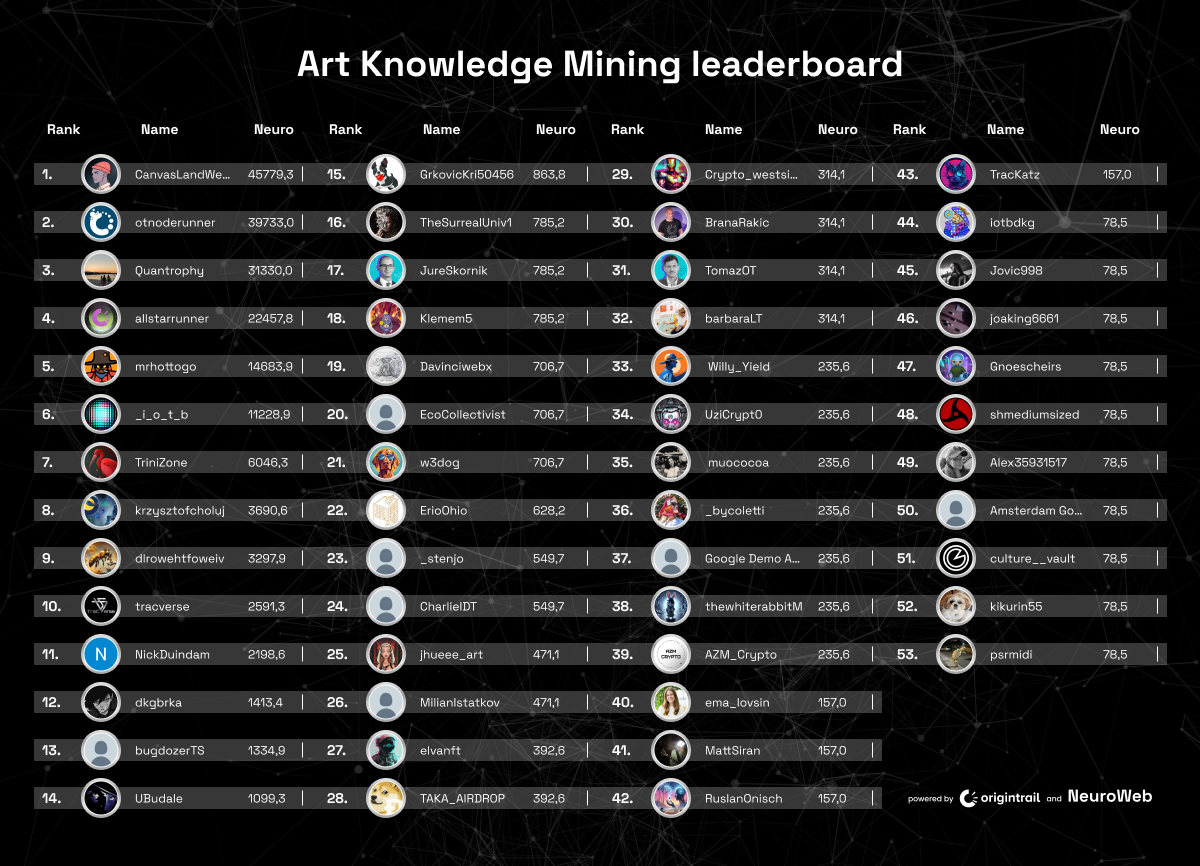 Art Knowledge Mining leaderboard
Rank Name Neuro
1. CanvasLandWe... 45779,3
2. otnoderunner 39733,0
3. Quantrophy 31330,0
4. allstarrunner 22457,8
5. mrhottogo 14683,9
6. _i_o_t_b 11228,9
7. TriniZone 6046,3
8. krzysztofcholuj 3690,6
9. dlrowehtfoweiv 3297,9
10. tracverse 2591,3
11. N NickDuindam 2198,6
12. dkgbrka 1413,4
13. bugdozerTS 1334,9
14. UBudale 1099,3
Rank Name Neuro
15. GrkovicKri50456 863,8
16. TheSurrealUniv1 785,2
17. JureSkornik 785,2
18. Klemem5 785,2
19. Davinciwebx 706,7
20. EcoCollectivist 706,7
21. w3dog 706,7
22. ErioOhio 628,2
23. _stenjo 549,7
24. CharlieIDT 549,7
25. jhueee_art 471,1
26. MilianIstatkov 471,1
27. elvanft 392,6
28. TAKA_AIRDROP 392,6
Rank Name Neuro
29. Crypto_westsi... 314,1
30. BranaRakic 314,1
31. TomazOT 314,1
32. barbaraLT 314,1
33. Willy_Yield 235,6
34. UziCrypt0 235,6
35. muococoa 235,6
36. _bycoletti 235,6
37. Google Demo A... 235,6
38. thewhiterabbitM 235,6
39. AZM CRYPTO AZM_Crypto 235,6
40. ema_lovsin 157,0
41. MattSiran 157,0
42. RuslanOnisch 157,0
Rank Name Neuro
43. TracKatz 157,0
44. iotbdkg 78,5
45. Jovic998 78,5
46. joaking6661 78,5
47. Gnoescheirs 78,5
48. shmediumsized 78,5
49. Alex35931517 78,5
50. Amsterdam Go... 78,5
51. culture__vault 78,5
52. kikurin55 78,5
53. psrmidi 78,5
powered by origintrail and NeuroWeb